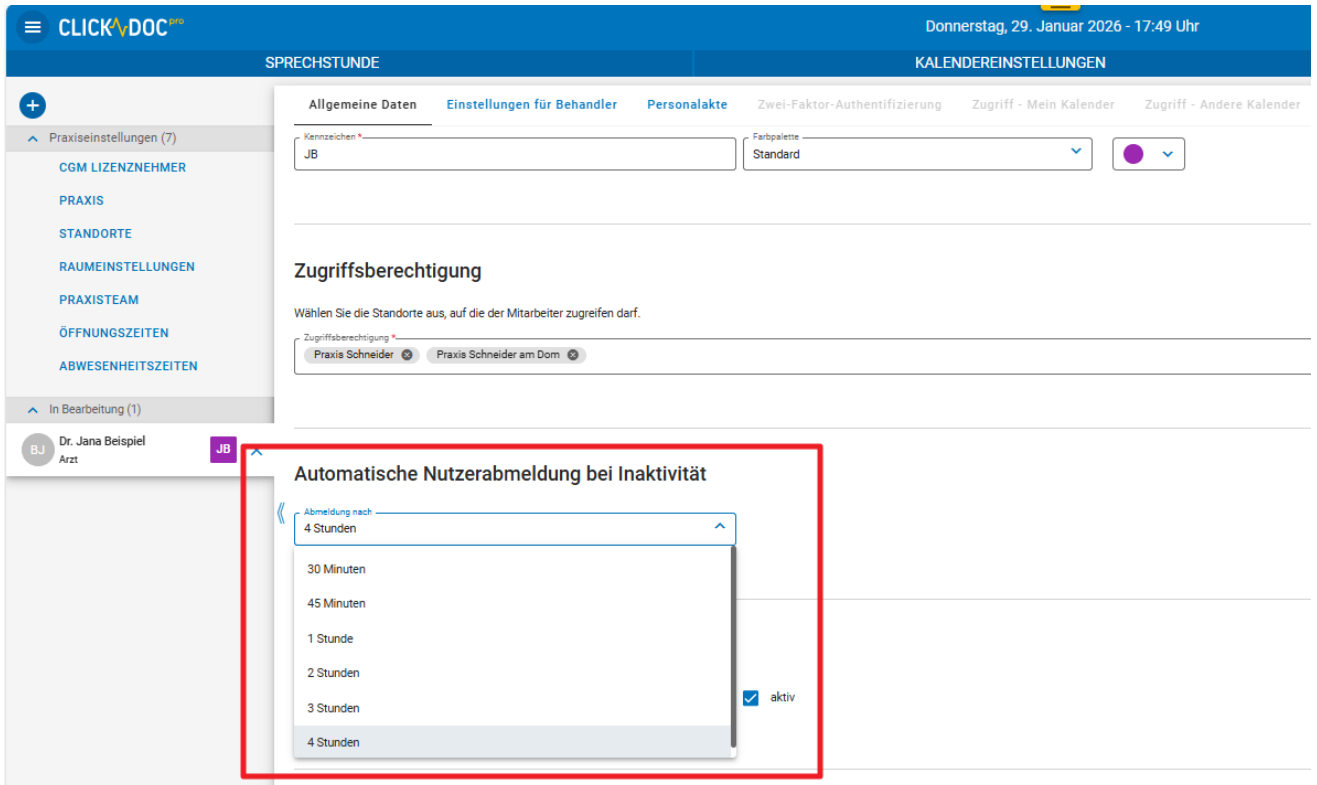 CLICK DOC pro
Donnerstag, 29. Januar 2026 - 17:49 Uhr
SPRECHSTUNDE
KALENDEREINSTELLUNGEN
Praxiseinstellungen (7)
CGM LIZENZNEHMER
PRAXIS
STANDORTE
RAUMEINSTELLUNGEN
PRAXISTEAM
ÖFFNUNGSZEITEN
ABWESENHEITSZEITEN
In Bearbeitung (1)
BJ
Dr. Jana Beispiel
Arzt
JB
Allgemeine Daten
Einstellungen für Behandler
Personalakte
Zwei-Faktor-Authentifizierung
Zugriff - Mein Kalender
Zugriff - Andere Kalender
Kennzeichen *
JB
Farbpalette
Standard
Zugriffsberechtigung
Wählen Sie die Standorte aus, auf die der Mitarbeiter zugreifen darf.
Zugriffsberechtigung *
Praxis Schneider
Praxis Schneider am Dom
Automatische Nutzerabmeldung bei Inaktivität
Abmeldung nach
4 Stunden
30 Minuten
45 Minuten
1 Stunde
2 Stunden
3 Stunden
4 Stunden
aktiv